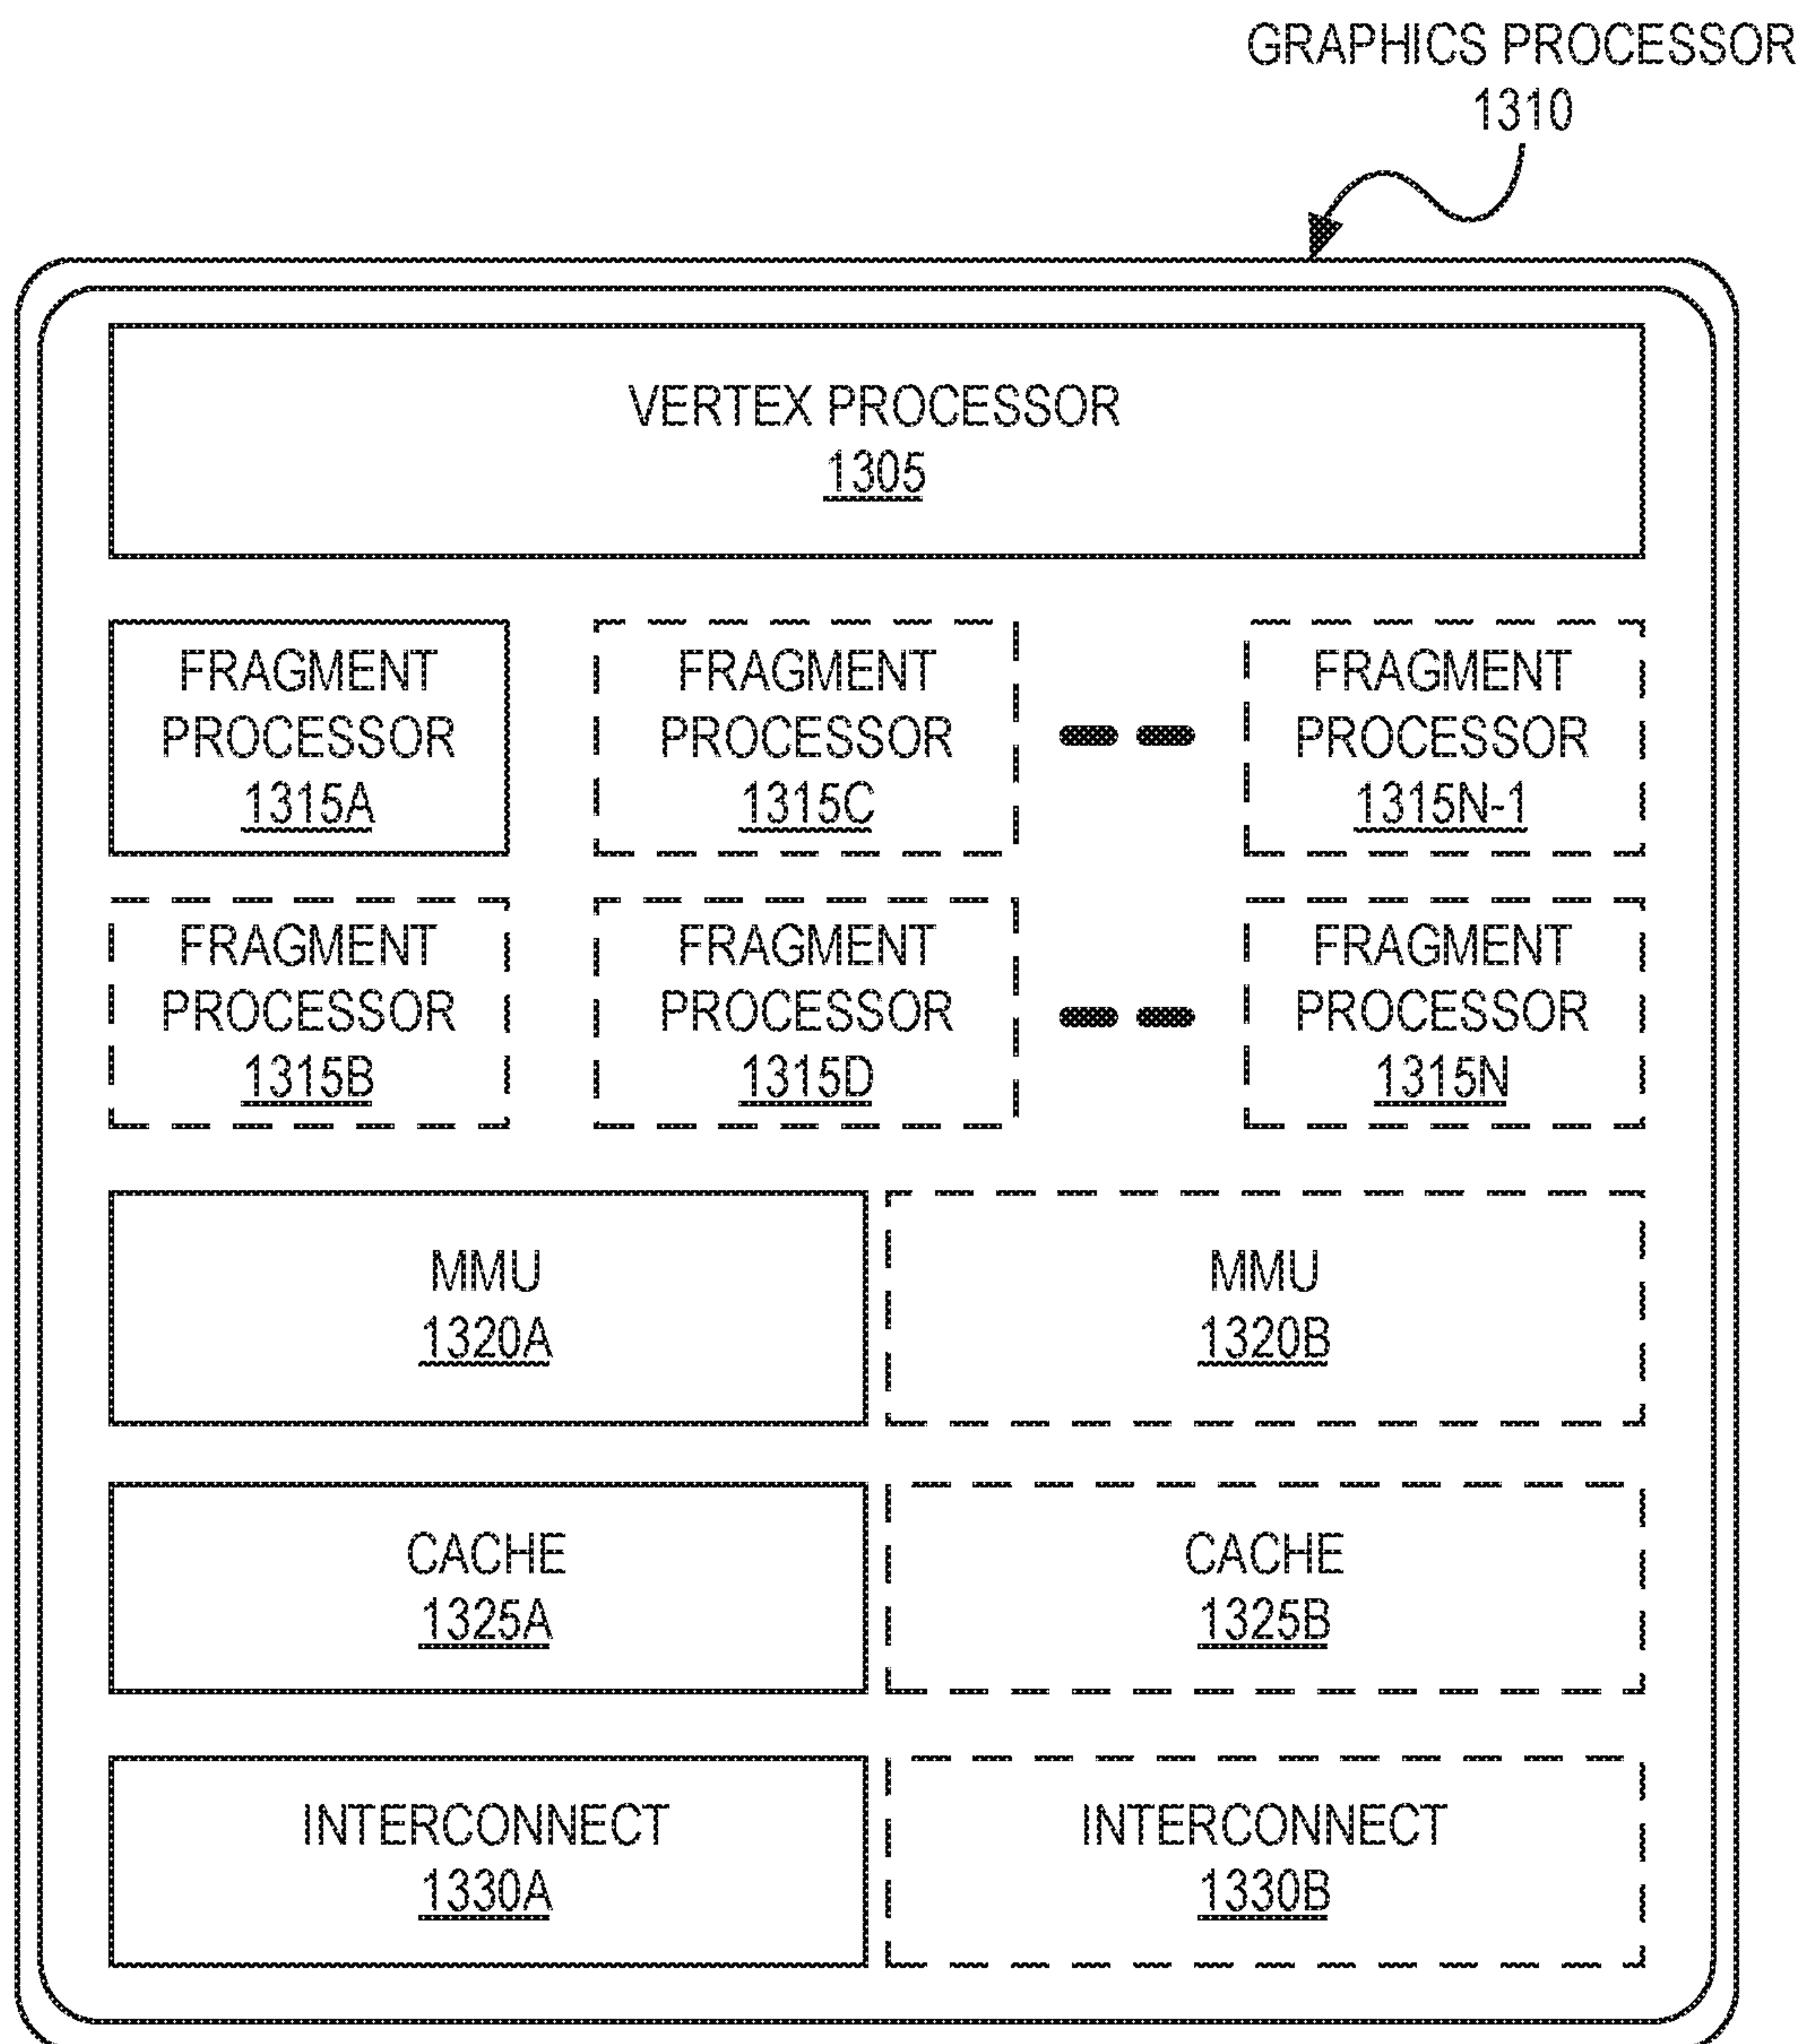 GRAPHICS PROCESSOR
1310
VERTEX PROCESSOR
1305
FRAGMENT
PROCESSOR
1315A
FRAGMENT
PROCESSOR
1315C
FRAGMENT
PROCESSOR
1315N-1
FRAGMENT
PROCESSOR
1315B
FRAGMENT
PROCESSOR
1315D
FRAGMENT
PROCESSOR
1315N
MMU
1320A
MMU
1320B
CACHE
1325A
CACHE
1325B
INTERCONNECT
1330A
INTERCONNECT
1330B